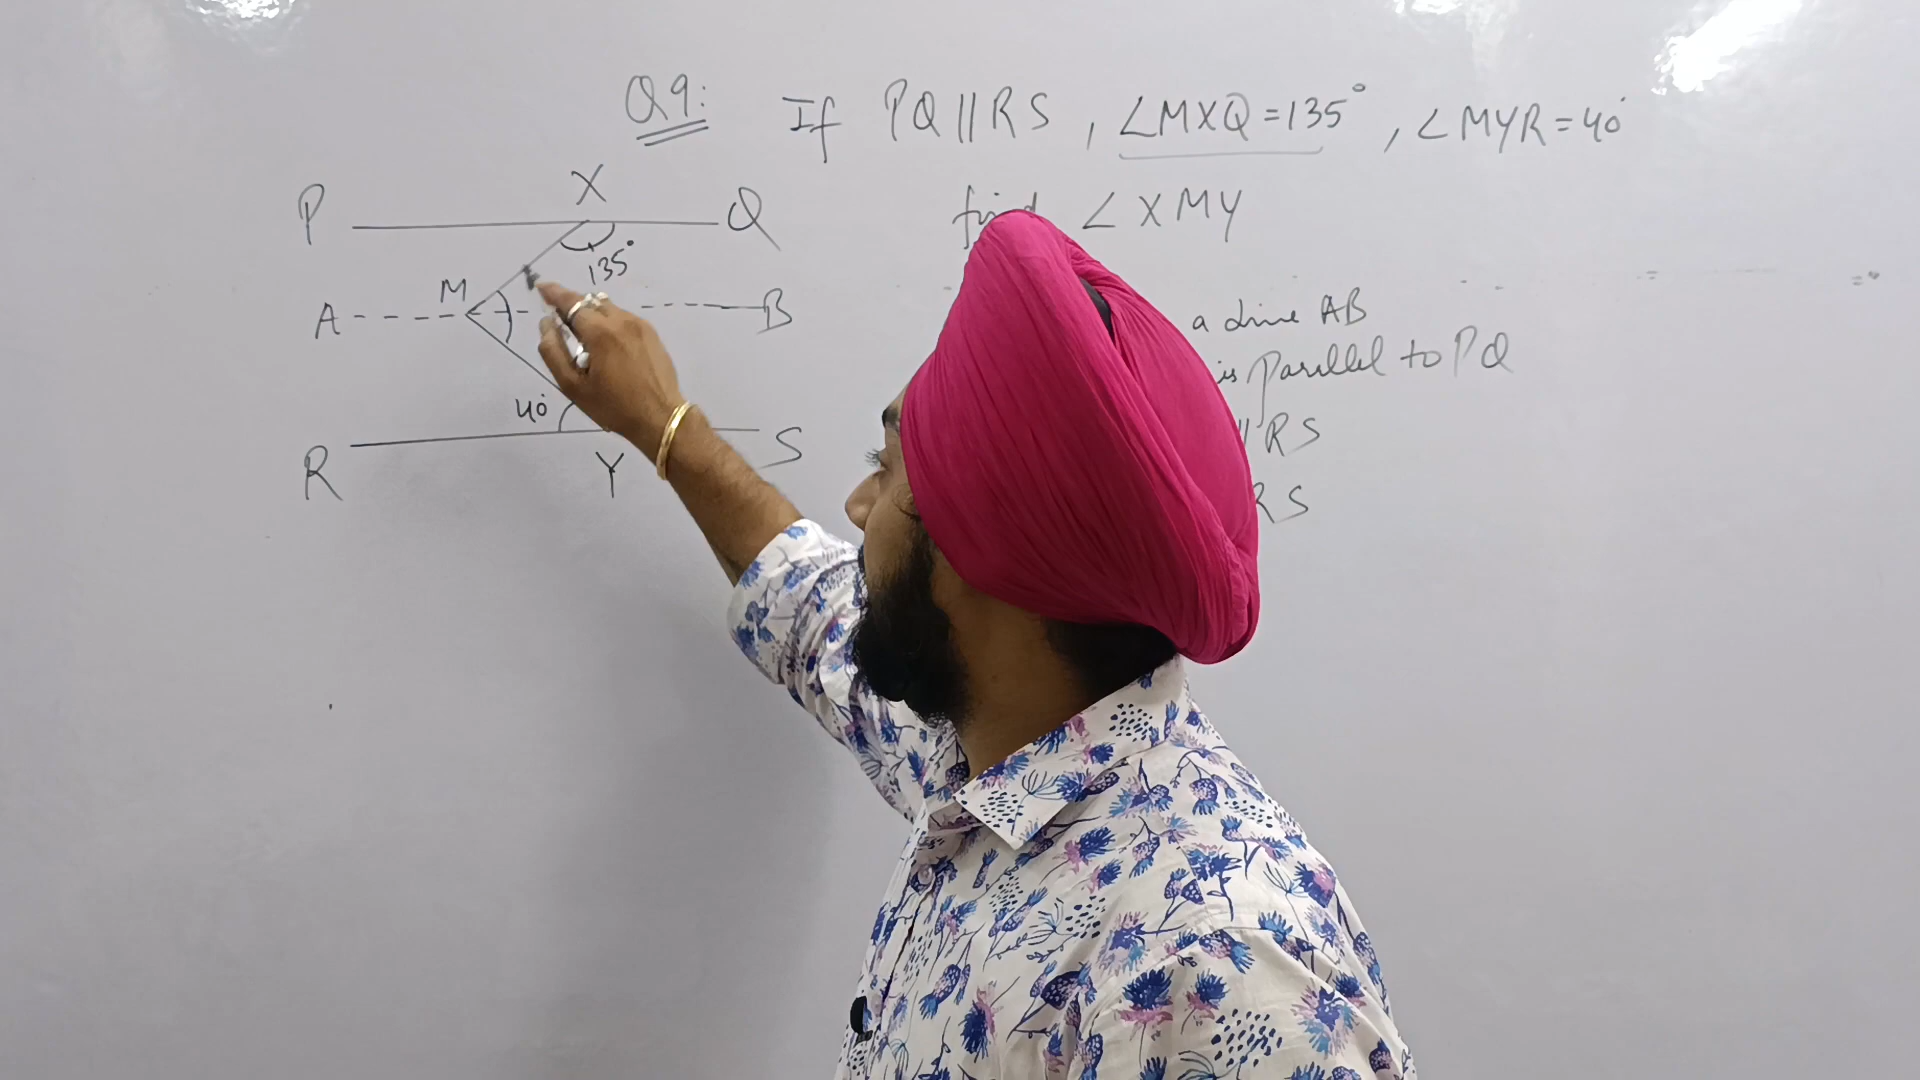 Q9: If PQ || RS, ∠MXQ = 135°, ∠MYR = 40°
find ∠XMY
P X Q
135°
A M B
40°
R Y S
a line AB
is parallel to PQ
|| RS
RS